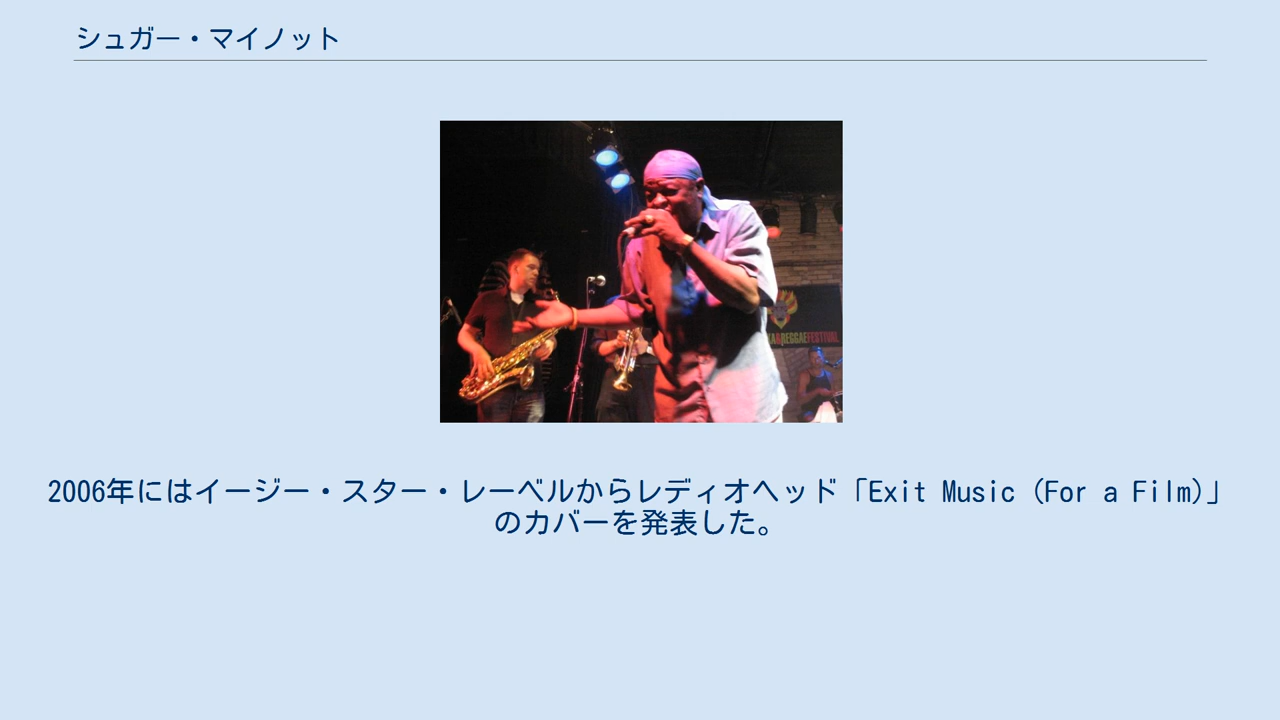 シュガー・マイノット
REGGAEFESTIVAL
2006年にはイージー・スター・レーベルからレディオヘッド「Exit Music (For a Film)」
のカバーを発表した。